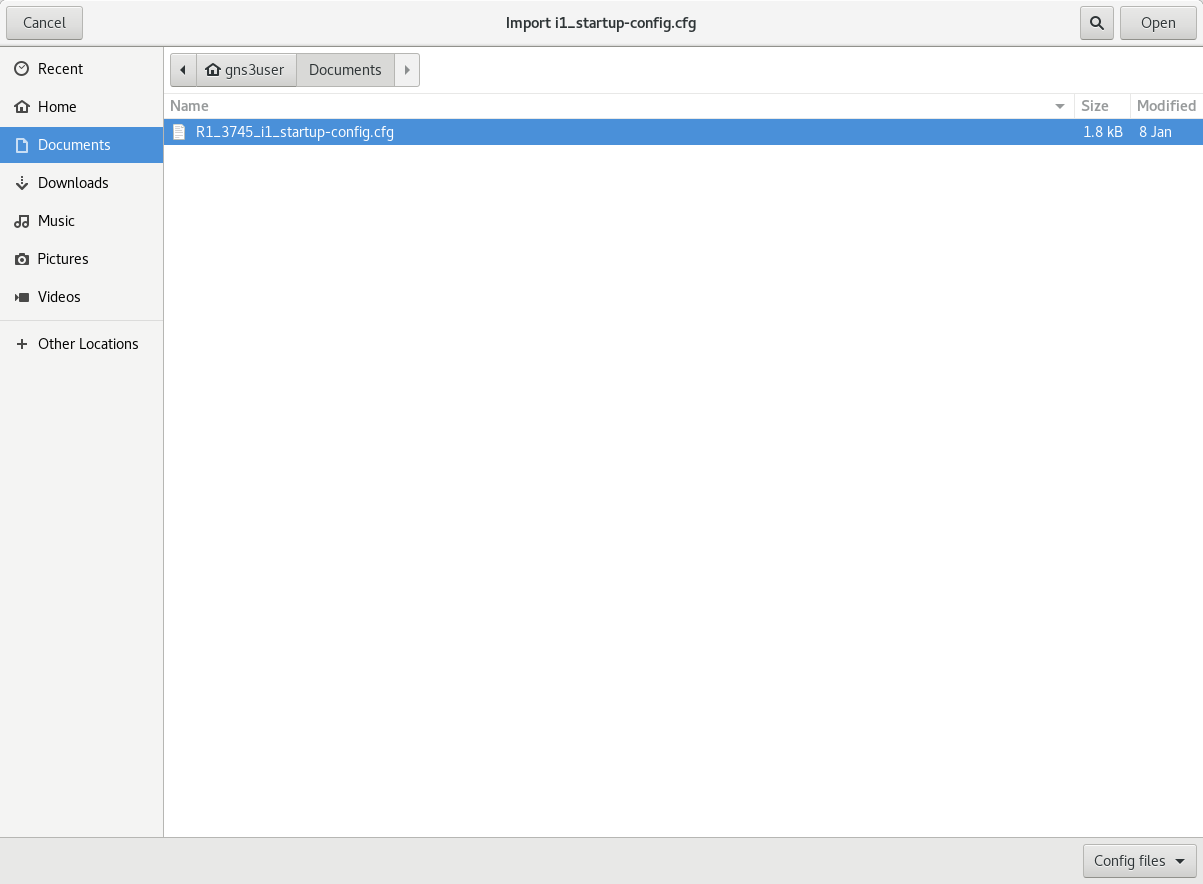 Cancel Import i1_startup-config.cfg Open
Recent
Home
Documents
Downloads
Music
Pictures
Videos
Other Locations
gns3user Documents
Name Size Modified
R1_3745_i1_startup-config.cfg 1.8 kB 8 Jan
Config files